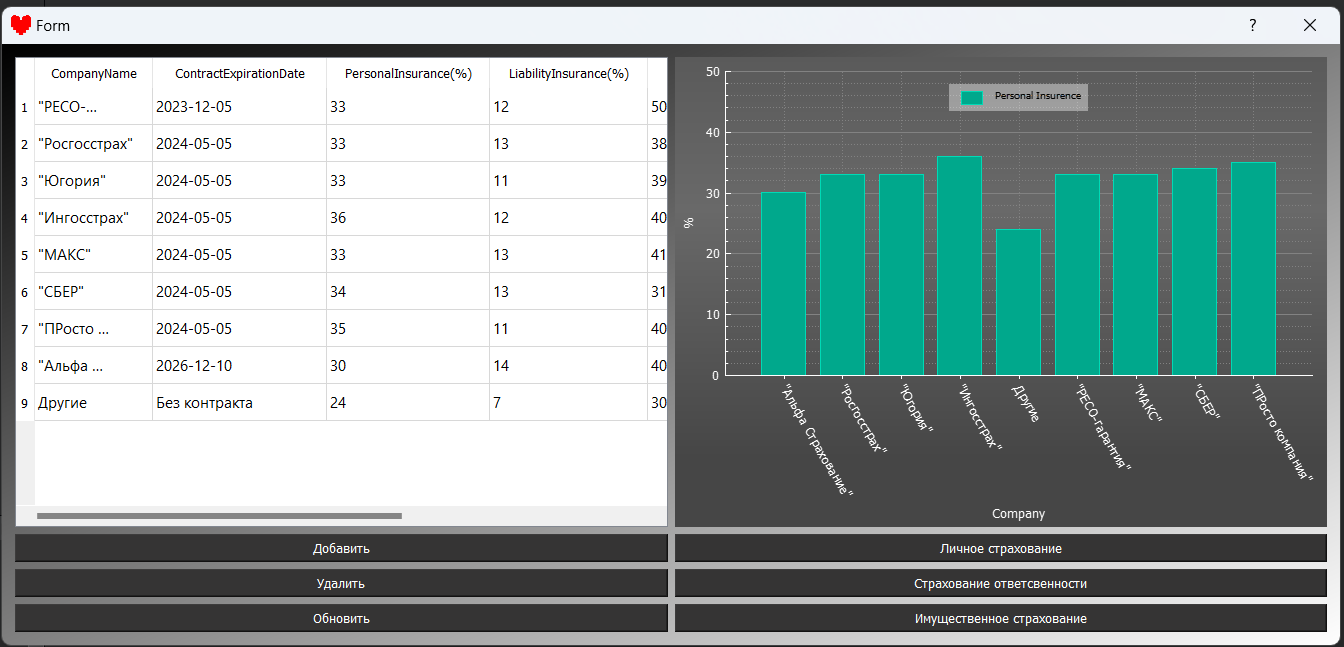 Form
?
CompanyName ContractExpirationDate PersonalInsurance(%) LiabilityInsurance(%)
1 "РЕСО-... 2023-12-05 33 12 50
2 "Росгосстрах" 2024-05-05 33 13 38
3 "Югория" 2024-05-05 33 11 39
4 "Ингосстрах" 2024-05-05 36 12 40
5 "МАКС" 2024-05-05 33 13 41
6 "СБЕР" 2024-05-05 34 13 31
7 "ПРосто ... 2024-05-05 35 11 40
8 "Альфа ... 2026-12-10 30 14 40
9 Другие Без контракта 24 7 30
Добавить
Удалить
Обновить
Personal Insurence
50
40
30
20
10
0
%
"Альфа Страхование"
"Росгосстрах"
"Югория"
"Ингосстрах"
Другие
"РЕСО-гарантия"
"МАКС"
"СБЕР"
"ПРосто компания"
Company
Личное страхование
Страхование ответсвенности
Имущественное страхование